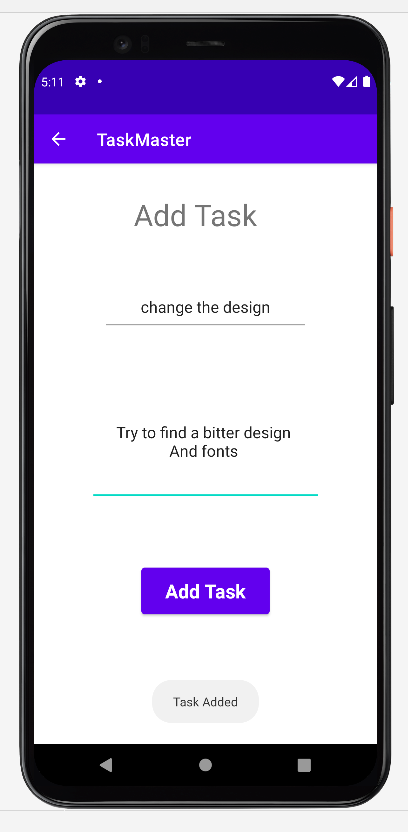 5:11
TaskMaster
Add Task
change the design
Try to find a bitter design
And fonts
Add Task
Task Added